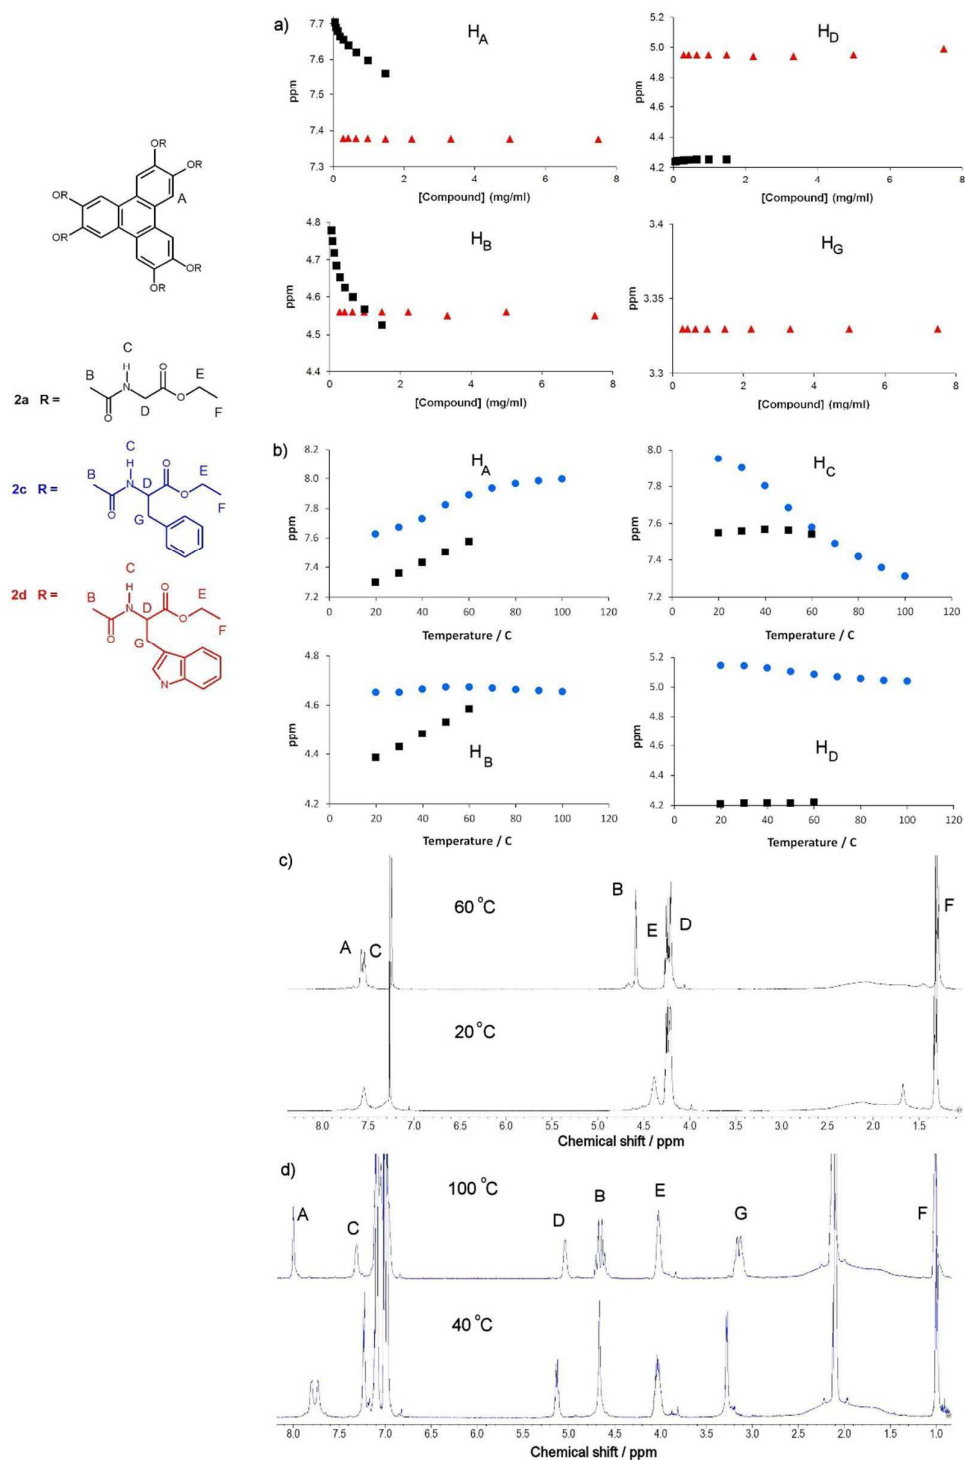 a)
7.7
7.6
7.5
7.4
7.3
ppm
H_A
0 2 4 6 8
[Compound] (mg/ml)
5.2
5.0
4.8
4.6
4.4
4.2
ppm
H_D
0 2 4 6 8
[Compound] (mg/ml)
4.8
4.7
4.6
4.5
4.4
ppm
H_B
0 2 4 6 8
[Compound] (mg/ml)
3.4
3.35
3.3
ppm
H_G
0 2 4 6 8
[Compound] (mg/ml)
OR OR
RO A
RO
OR
OR
C
H O
B N E
O D O F
2a R =
C
H O
B N D E
O O F
G
2c R =
C
H O
B N D E
O O F
G
N
2d R =
b)
8.0
7.8
7.6
7.4
7.2
ppm
H_A
0 20 40 60 80 100 120
Temperature / C
8.0
7.8
7.6
7.4
7.2
ppm
H_C
0 20 40 60 80 100 120
Temperature / C
4.8
4.6
4.4
4.2
ppm
H_B
0 20 40 60 80 100 120
Temperature / C
5.2
5.0
4.8
4.6
4.4
4.2
ppm
H_D
0 20 40 60 80 100 120
Temperature / C
c)
60 °C
A C B E D F
20 °C
8.0 7.5 7.0 6.5 6.0 5.5 5.0 4.5 4.0 3.5 3.0 2.5 2.0 1.5
Chemical shift / ppm
d)
100 °C
A C D B E G F
40 °C
8.0 7.5 7.0 6.5 6.0 5.5 5.0 4.5 4.0 3.5 3.0 2.5 2.0 1.5 1.0
Chemical shift / ppm